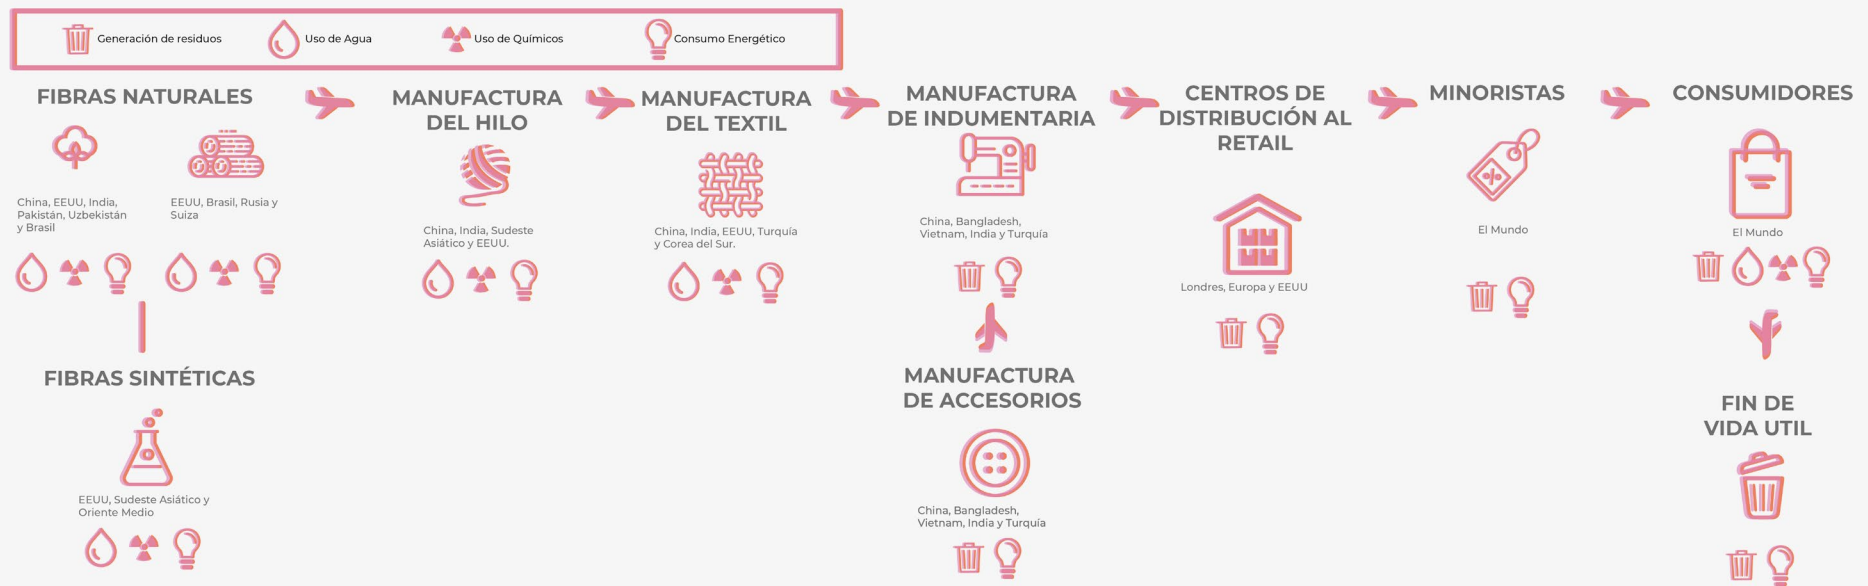 Generación de residuos
Uso de Agua
Uso de Químicos
Consumo Energético
FIBRAS NATURALES
China, EEUU, India,
Pakistán, Uzbekistán
y Brasil
EEUU, Brasil, Rusia y
Suiza
FIBRAS SINTÉTICAS
EEUU, Sudeste Asiático y
Oriente Medio
MANUFACTURA
DEL HILO
China, India, Sudeste
Asiático y EEUU.
MANUFACTURA
DEL TEXTIL
China, India, EEUU, Turquía
y Corea del Sur.
MANUFACTURA
DE INDUMENTARIA
China, Bangladesh,
Vietnam, India y Turquía
MANUFACTURA
DE ACCESORIOS
China, Bangladesh,
Vietnam, India y Turquía
CENTROS DE
DISTRIBUCIÓN AL
RETAIL
Londres, Europa y EEUU
MINORISTAS
%
El Mundo
CONSUMIDORES
El Mundo
FIN DE
VIDA UTIL